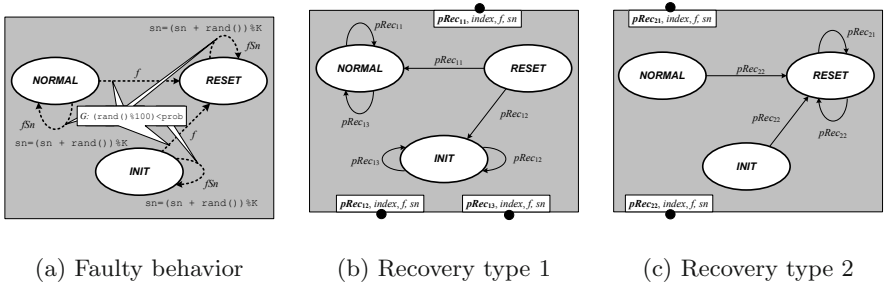 sn=(sn + rand())%K
fSn
NORMAL
f
RESET
fSn
G: (rand()%100)<prob
f
sn=(sn + rand())%K
INIT
fSn
sn=(sn + rand())%K
(a) Faulty behavior
pRec11, index, f, sn
pRec11
NORMAL
pRec11
RESET
pRec13
pRec12
pRec13
INIT
pRec12
pRec12, index, f, sn
pRec13, index, f, sn
(b) Recovery type 1
pRec21, index, f, sn
pRec21
NORMAL
pRec22
RESET
pRec22
pRec22
INIT
pRec22, index, f, sn
(c) Recovery type 2